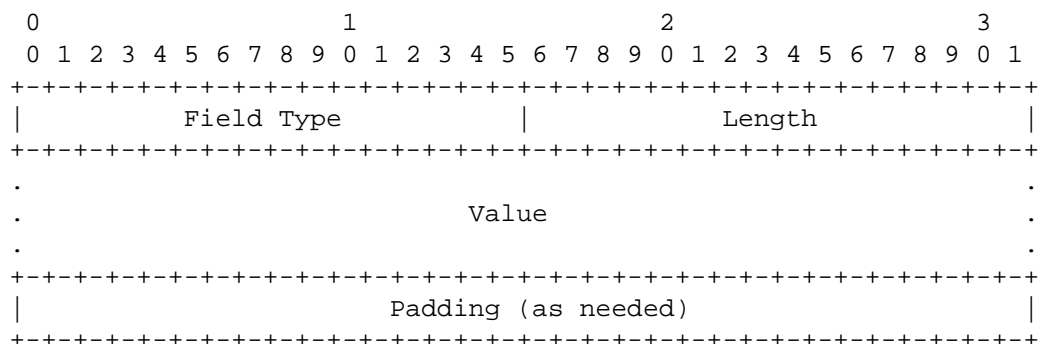 0                   1                   2                   3
 0 1 2 3 4 5 6 7 8 9 0 1 2 3 4 5 6 7 8 9 0 1 2 3 4 5 6 7 8 9 0 1
+-+-+-+-+-+-+-+-+-+-+-+-+-+-+-+-+-+-+-+-+-+-+-+-+-+-+-+-+-+-+-+-+
|          Field Type           |            Length             |
+-+-+-+-+-+-+-+-+-+-+-+-+-+-+-+-+-+-+-+-+-+-+-+-+-+-+-+-+-+-+-+-+
.                                                               .
.                            Value                              .
.                                                               .
+-+-+-+-+-+-+-+-+-+-+-+-+-+-+-+-+-+-+-+-+-+-+-+-+-+-+-+-+-+-+-+-+
|                       Padding (as needed)                     |
+-+-+-+-+-+-+-+-+-+-+-+-+-+-+-+-+-+-+-+-+-+-+-+-+-+-+-+-+-+-+-+-+